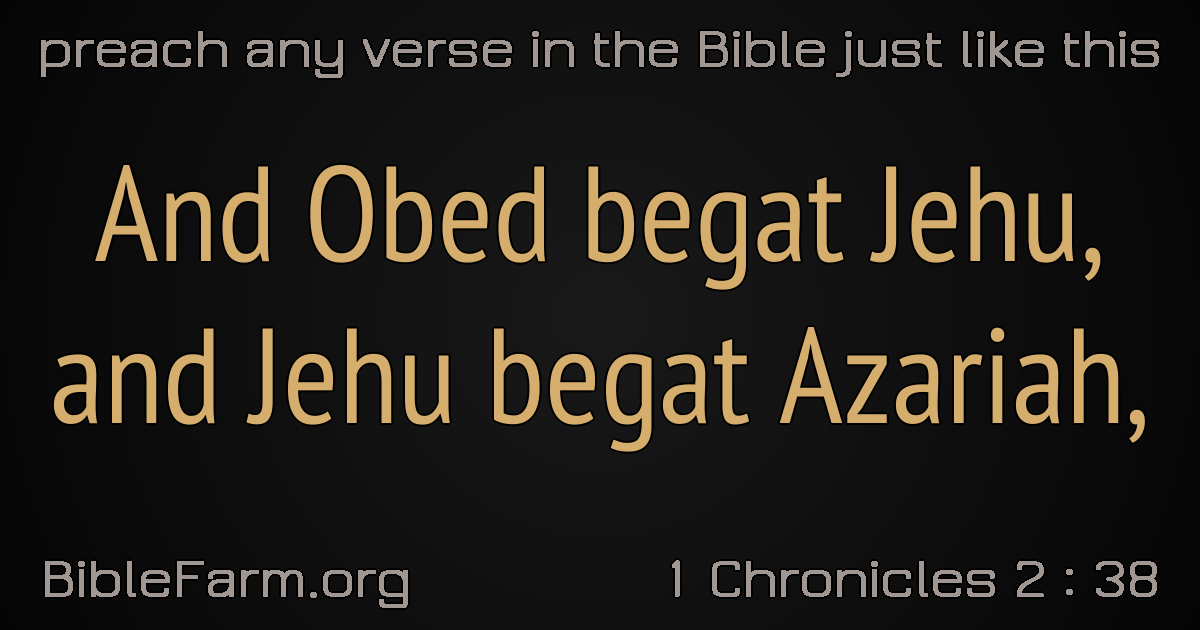 preach any verse in the Bible just like this
And Obed begat Jehu,
and Jehu begat Azariah,
BibleFarm.org
1 Chronicles 2 : 38